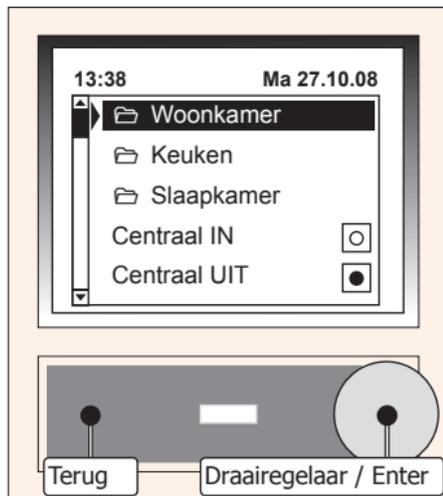 13:38 Ma 27.10.08
Woonkamer
Keuken
Slaapkamer
Centraal IN
Centraal UIT
Terug Draairegelaar / Enter